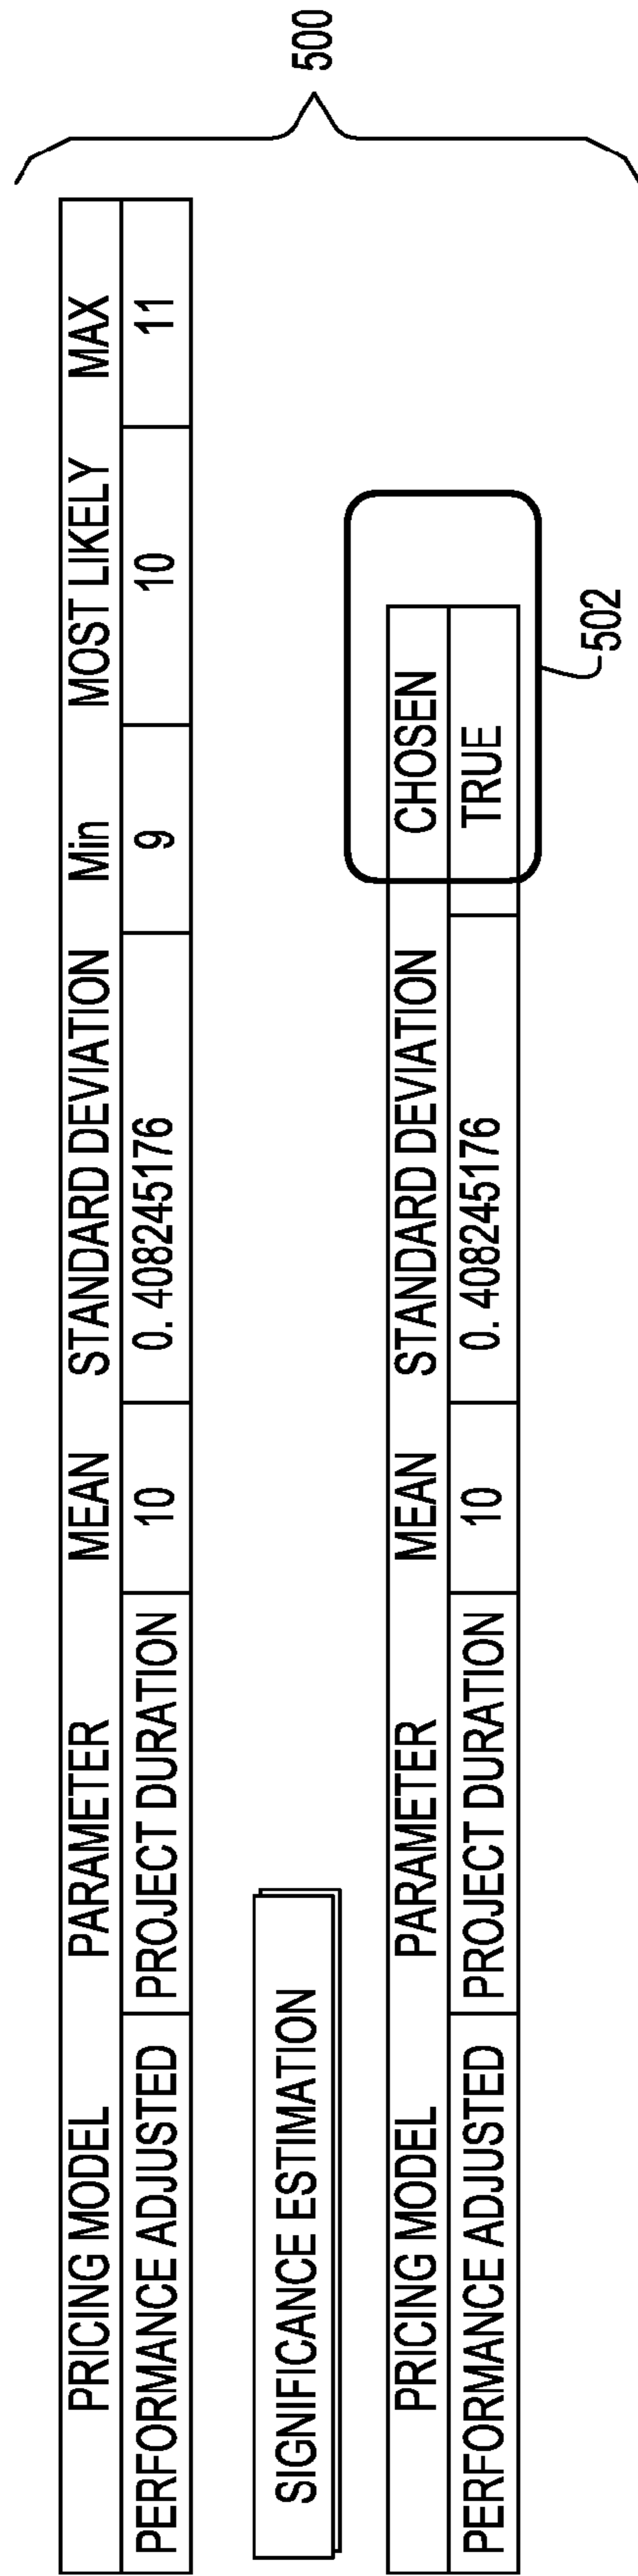 PRICING MODEL PARAMETER MEAN STANDARD DEVIATION Min MOST LIKELY MAX
PERFORMANCE ADJUSTED PROJECT DURATION 10 0. 408245176 9 10 11
SIGNIFICANCE ESTIMATION
PRICING MODEL PARAMETER MEAN STANDARD DEVIATION CHOSEN
PERFORMANCE ADJUSTED PROJECT DURATION 10 0. 408245176 TRUE
502
500